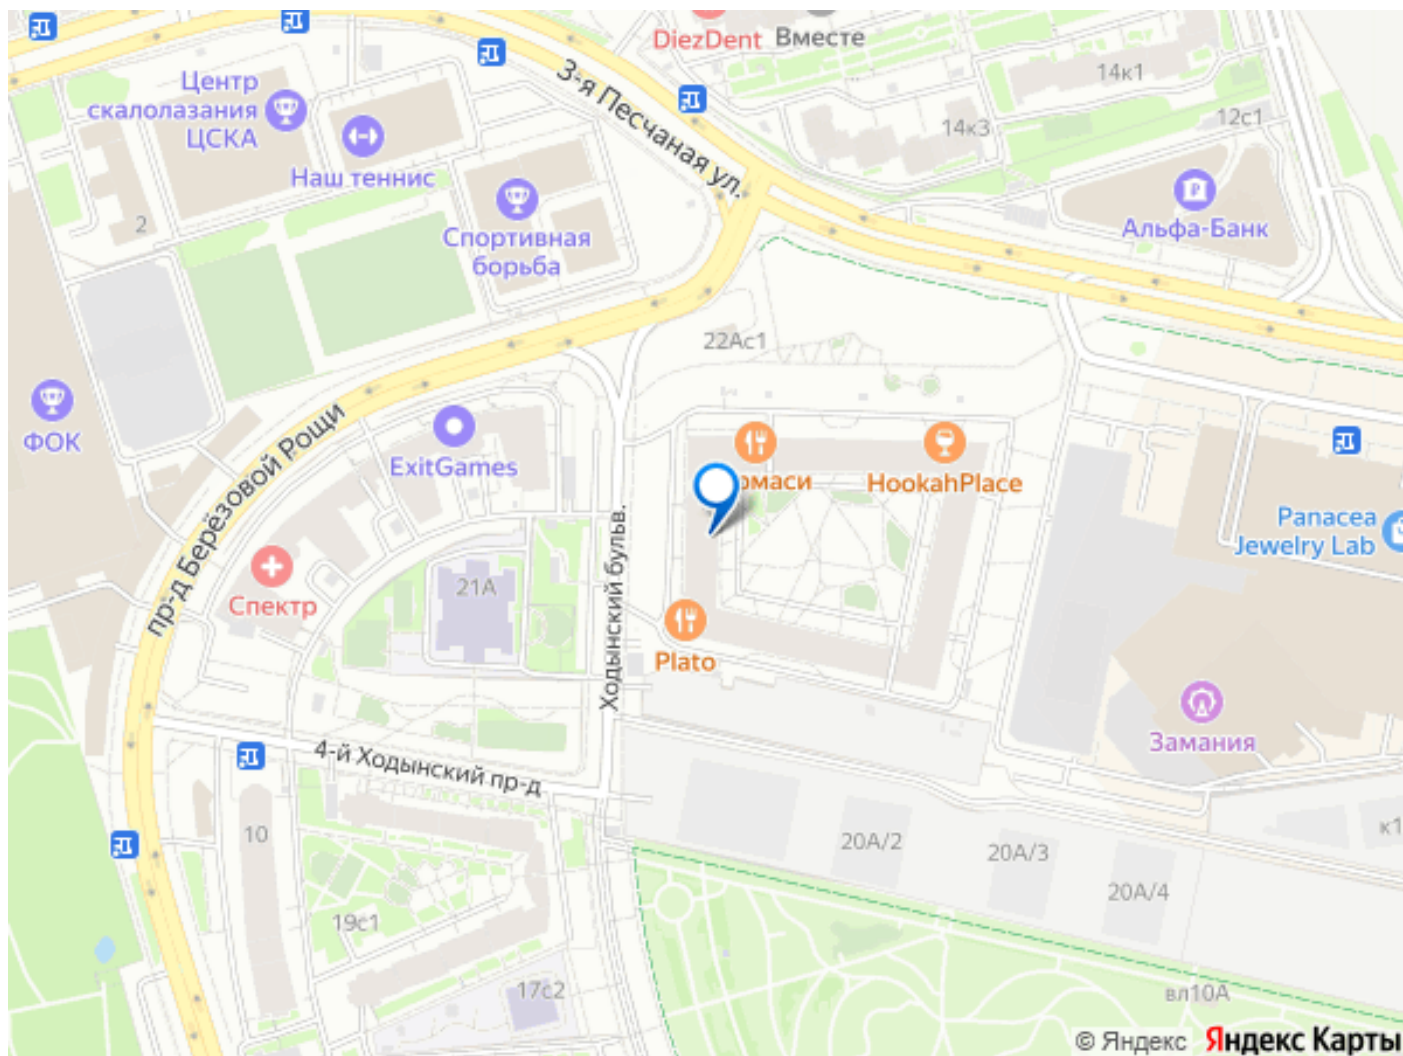 DiezDent
Вместе
14к1
Центр
скалолазания
ЦСКА
3-я Песчаная ул.
12с1
14к3
Наш теннис
2
Спортивная
борьба
Альфа-Банк
22Ас1
ФОК
ExitGames
пр-д Берёзовой Рощи
рмаси
HookahPlace
Panacea
Jewelry Lab
Ходынский бульв.
21А
Спектр
Plato
Замания
4-й Ходынский пр-д
10
20А/2
20А/3
20А/4
к1
19с1
17с2
вл10А
© Яндекс Яндекс Карты